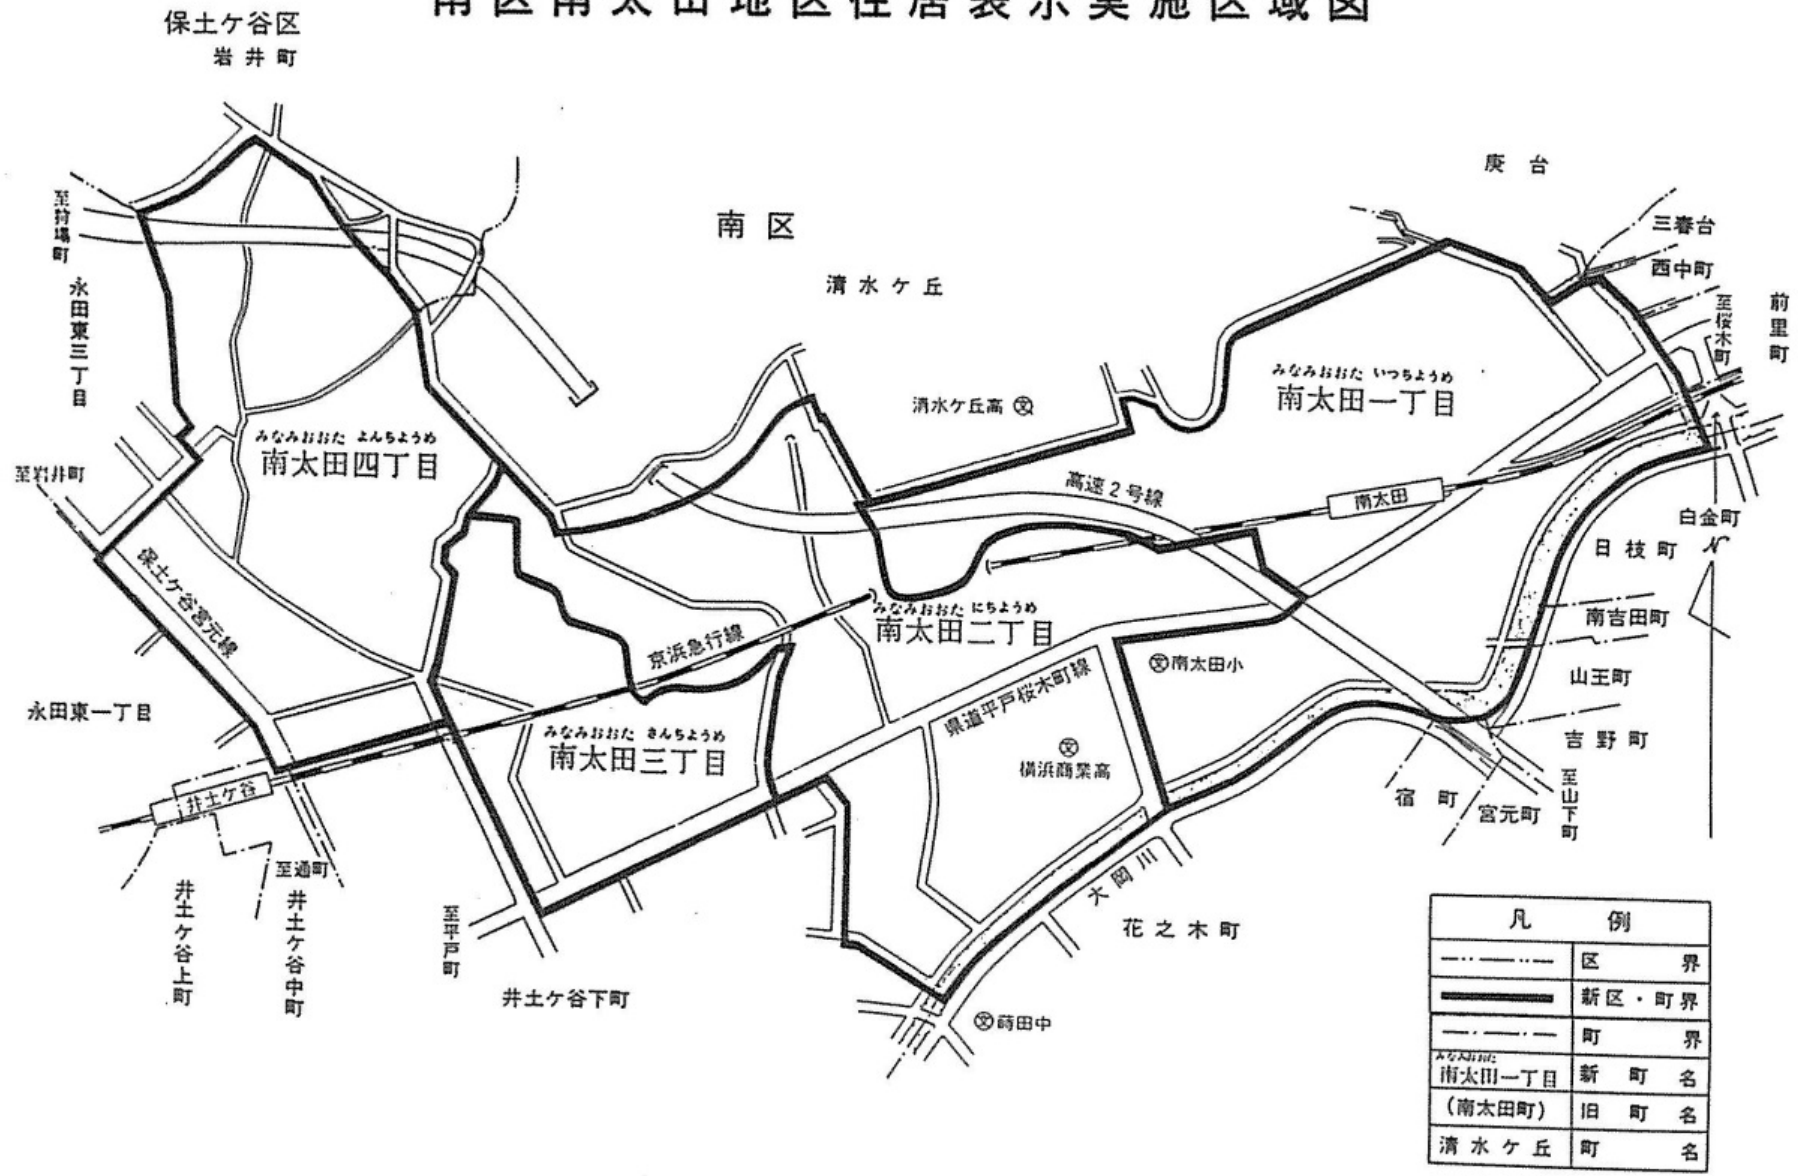 南区南太田地区住居表示実施区域図
保土ケ谷区
岩井町
庚台
至狩場町
南区
三春台
西中町
清水ケ丘
永田東三丁目
至桜木町
前里町
みなみおおた いつちようめ
南太田一丁目
清水ケ丘高 文
みなみおおた よんちようめ
南太田四丁目
至岩井町
高速2号線
南太田
白金町
日枝町
N
保土ケ谷宮元線
みなみおおた にちようめ
南太田二丁目
南吉田町
京浜急行線
文南太田小
山王町
県道平戸桜木町線
永田東一丁目
みなみおおた さんちようめ
南太田三丁目
吉野町
文
横浜商業高
井土ケ谷
宿町
宮元町
至山下町
至通町
大岡川
井土ケ谷上町
井土ケ谷中町
至平戸町
花之木町
井土ケ谷下町
文蒔田中
凡例
区界
新区・町界
町界
みなみおおた
南太田一丁目 新町名
(南太田町) 旧町名
清水ケ丘 町名